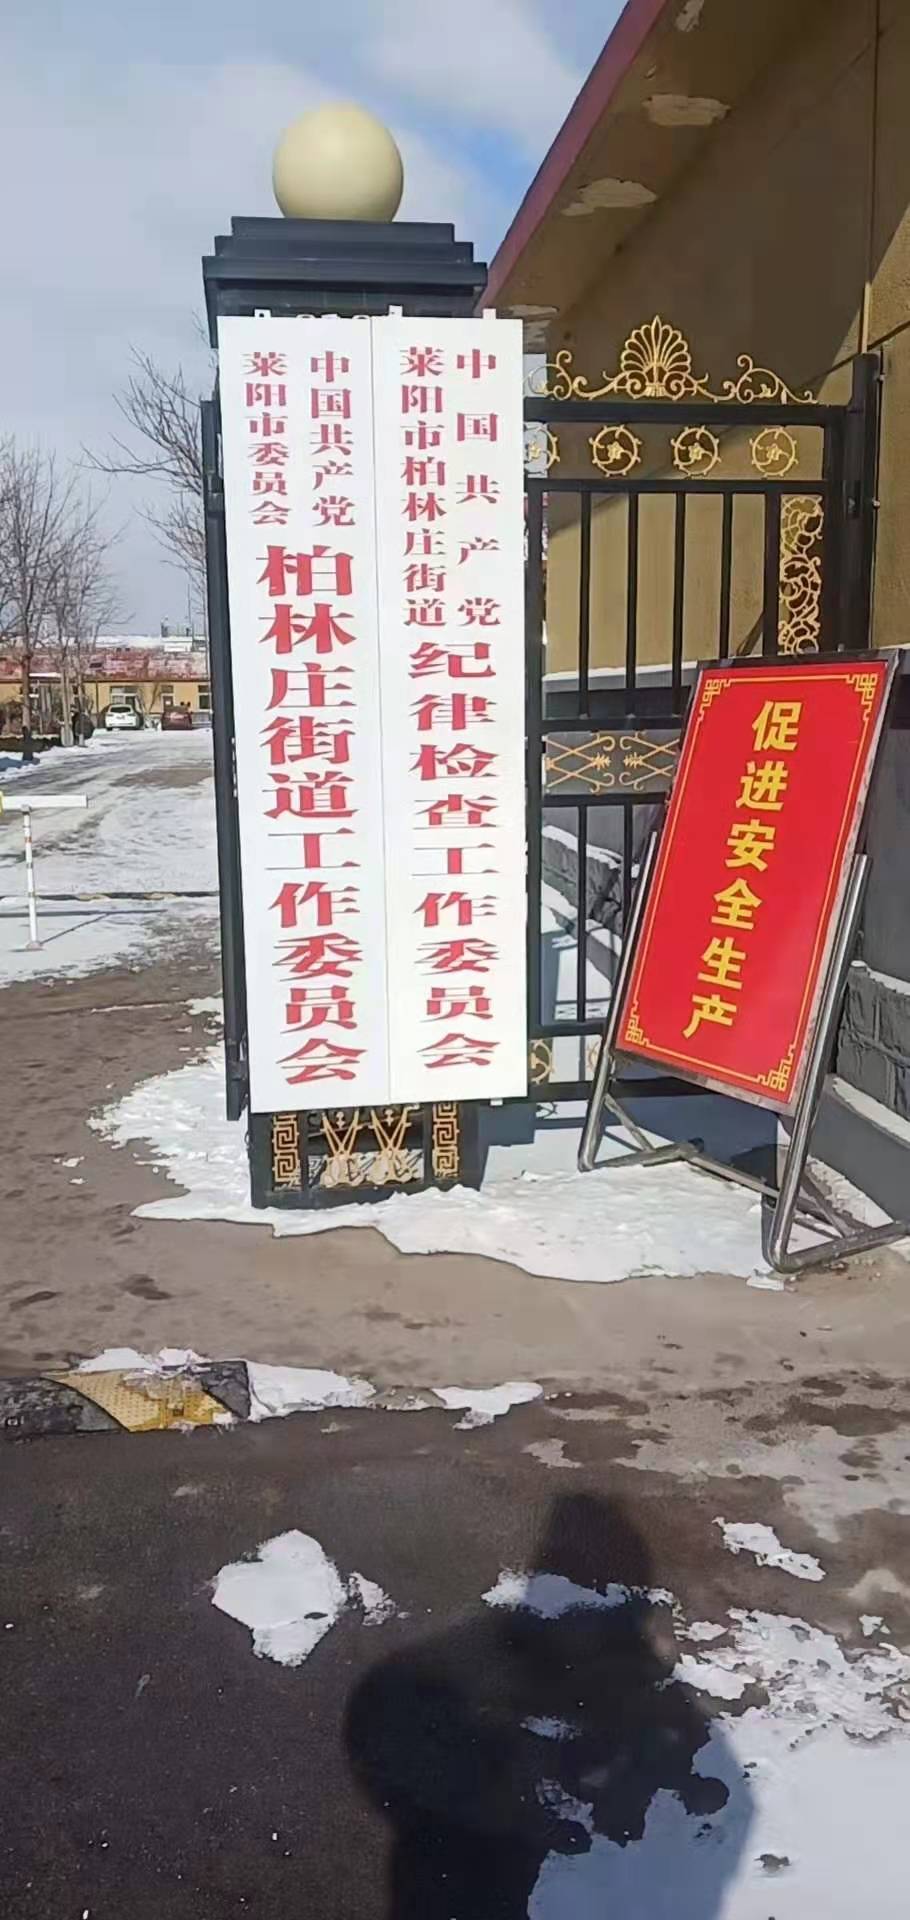 中国共产党
莱阳市委员会
柏林庄街道工作委员会
中国共产党
莱阳市柏林庄街道
纪律检查工作委员会
促进安全生产